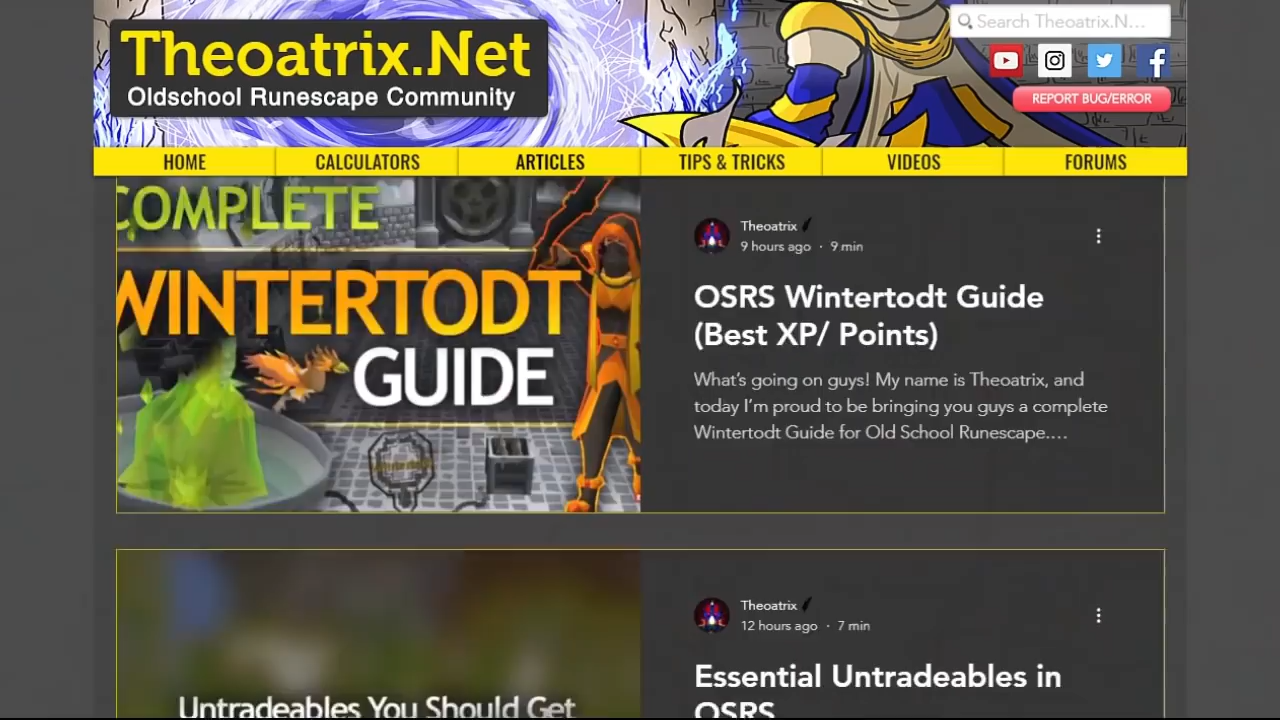 Theoatrix.Net
Oldschool Runescape Community
Search Theoatrix.N...
REPORT BUG/ERROR
HOME
CALCULATORS
ARTICLES
TIPS & TRICKS
VIDEOS
FORUMS
COMPLETE
WINTERTODT
GUIDE
Theoatrix
9 hours ago · 9 min
OSRS Wintertodt Guide
(Best XP/ Points)
What's going on guys! My name is Theoatrix, and
today I'm proud to be bringing you guys a complete
Wintertodt Guide for Old School Runescape....
Untradeables You Should Get
Theoatrix
12 hours ago · 7 min
Essential Untradeables in
OSRS